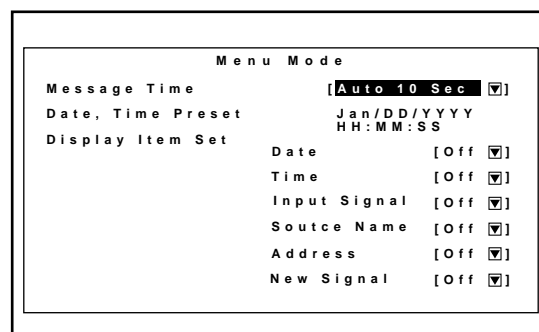 Menu Mode
Message Time [Auto 10 Sec ▼]
Date, Time Preset Jan/DD/YYYY
HH:MM:SS
Display Item Set
Date [Off ▼]
Time [Off ▼]
Input Signal [Off ▼]
Soutce Name [Off ▼]
Address [Off ▼]
New Signal [Off ▼]